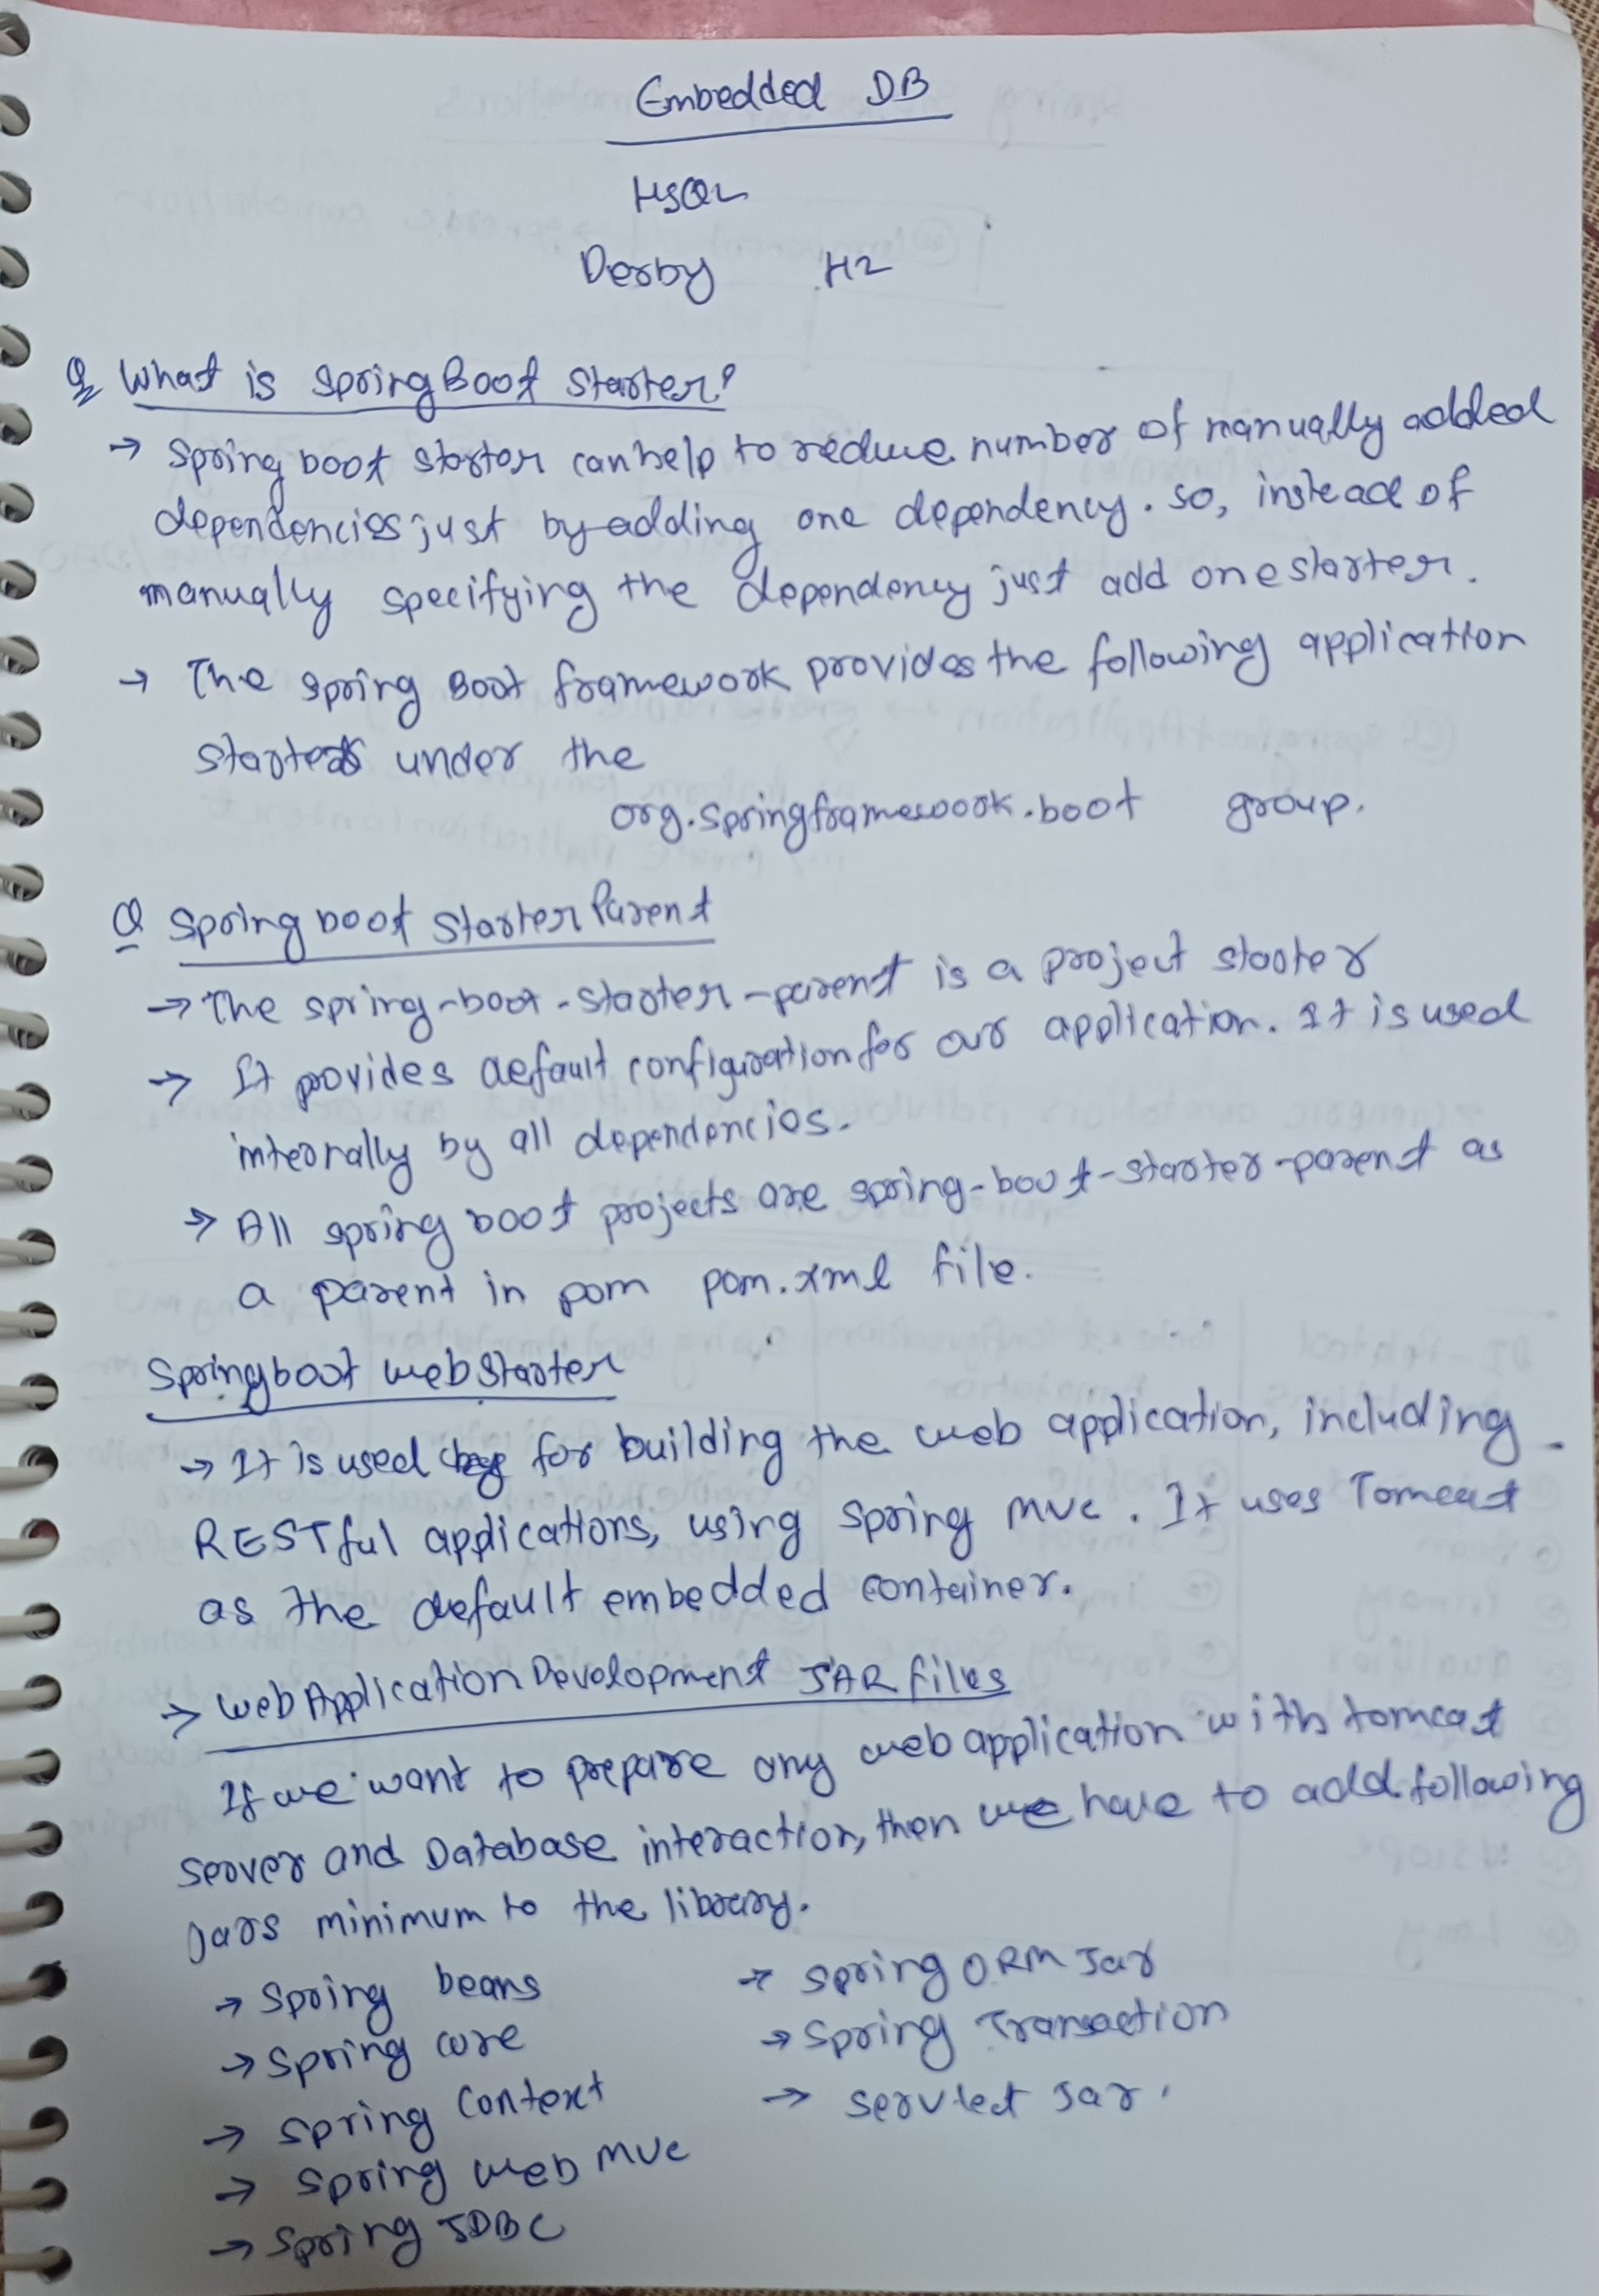 Embedded DB
HSQL
Derby H2
Q What is SpringBoot Starter?
→ Spring boot starter can help to reduce number of manually added
dependencies just by adding one dependency. so, instead of
manually specifying the dependency just add one starter.
→ The Spring Boot framework provides the following application
starters under the
org.springframewoork.boot group.
Q Spring boot Starter Parent
→ The spring-boot-starter-parent is a project starter
→ It provides default configuration for our application. It is used
internally by all dependencies.
→ All spring boot projects are spring-boot-starter-parent as
a parent in pom pom.xml file.
Spring boot web Starter
→ It is used for building the web application, including
RESTful applications, using Spring MVC. It uses Tomcat
as the default embedded container.
→ Web Application Development JAR files
If we want to prepare any web application with tomcat
server and Database interaction, then we have to add following
jars minimum to the library.
→ Spring beans → Spring ORM Jar
→ Spring core → Spring Transaction
→ Spring Context → Servlet Jar.
→ Spring web MVC
→ Spring JDBC